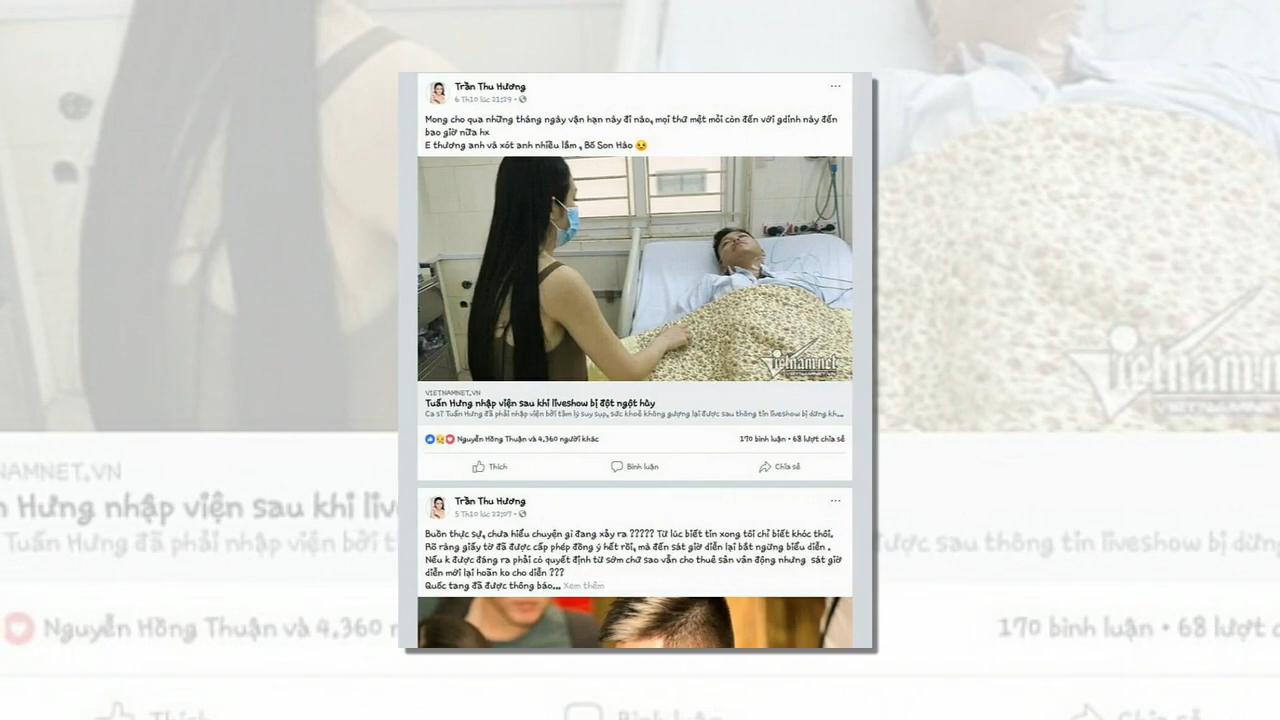 Trần Thu Hương
6 Th10 lúc 21:29 •
Mong cho qua những tháng ngày vận hạn này đi nào, mọi thứ mệt mỏi còn đến với gdinh này đến
bao giờ nữa hx
E thương anh và xót anh nhiều lắm , Bố Son Hào
Vietnamnet
VIETNAMNET.VN
Tuấn Hưng nhập viện sau khi liveshow bị đột ngột hủy
Ca sĩ Tuấn Hưng đã phải nhập viện bởi tâm lý suy sụp, sức khoẻ không gượng lại được sau thông tin liveshow bị dừng kh...
Nguyễn Hồng Thuận và 4,360 người khác
170 bình luận • 68 lượt chia sẻ
Thích
Bình luận
Chia sẻ
Trần Thu Hương
5 Th10 lúc 22:07 •
Buồn thực sự, chưa hiểu chuyện gì đang xảy ra ????? Từ lúc biết tin xong tôi chỉ biết khóc thôi.
Rõ ràng giấy tờ đã được cấp phép đồng ý hết rồi, mà đến sát giờ diễn lại bắt ngừng biểu diễn .
Nếu k được đáng ra phải có quyết định từ sớm chứ sao vẫn cho thuê sân vân động nhưng sát giờ
diễn mới lại hoãn ko cho diễn ???
Quốc tang đã được thông báo... Xem thêm
NAMNET.VN
n Hưng nhập viện sau khi live
Tuấn Hưng đã phải nhập viện bởi t
ược sau thông tin liveshow bị dừng
Nguyễn Hồng Thuận và 4,360 n
170 bình luận • 68 lượt c
Thích
Bình luận
Chia sẻ